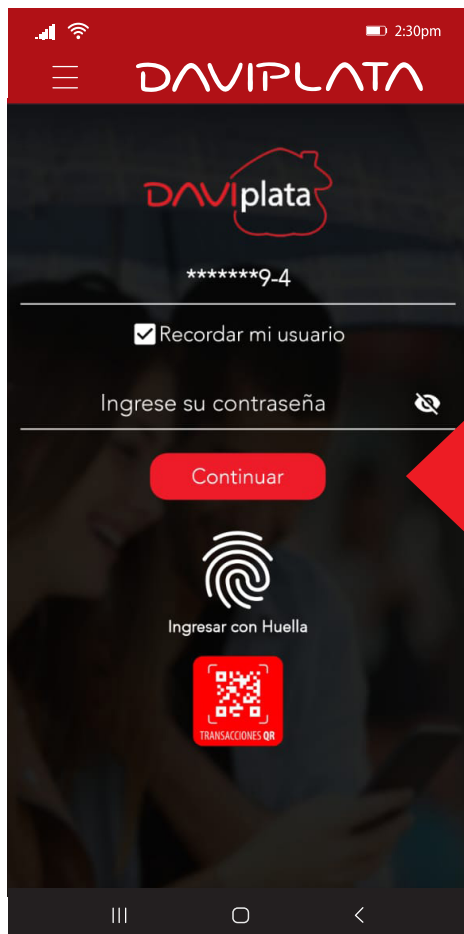 2:30pm
DAVIPLATA
DAVIplata
*******9-4
Recordar mi usuario
Ingrese su contraseña
Continuar
Ingresar con Huella
TRANSACCIONES QR